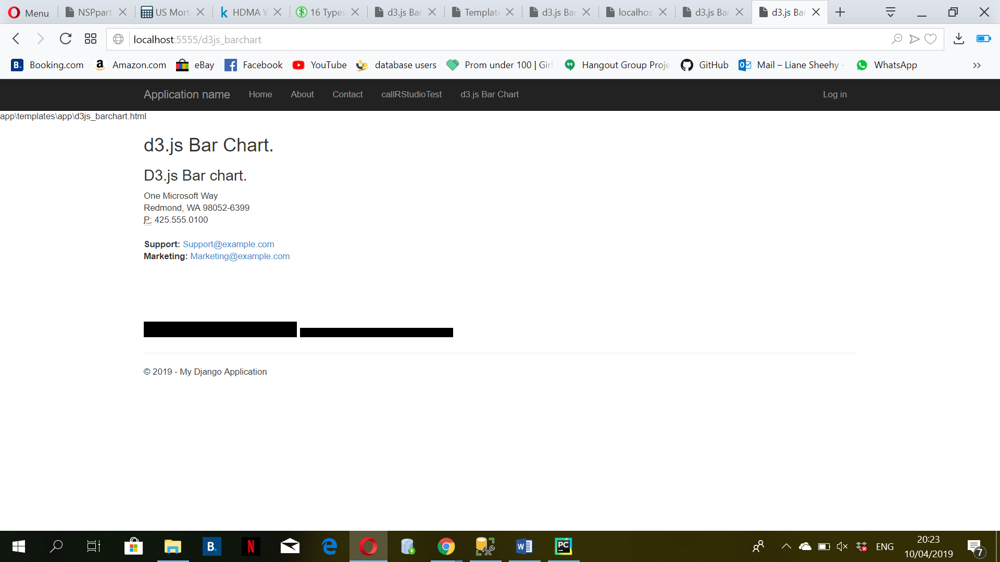 Menu
NSPpart
US Mort
HDMA W
16 Types
d3.js Bar
Template
d3.js Bar
localhos
d3.js Bar
d3.js Bar
localhost:5555/d3js_barchart
B. Booking.com
a Amazon.com
eBay
Facebook
YouTube
database users
Prom under 100 | Girl
Hangout Group Proje
GitHub
Mail – Liane Sheehy -
WhatsApp
Application name
Home
About
Contact
callRStudioTest
d3.js Bar Chart
Log in
app\templates\app\d3js_barchart.html
d3.js Bar Chart.
D3.js Bar chart.
One Microsoft Way
Redmond, WA 98052-6399
P: 425.555.0100
Support: Support@example.com
Marketing: Marketing@example.com
© 2019 - My Django Application
B.
N
W
PC
ENG
20:23
10/04/2019
7